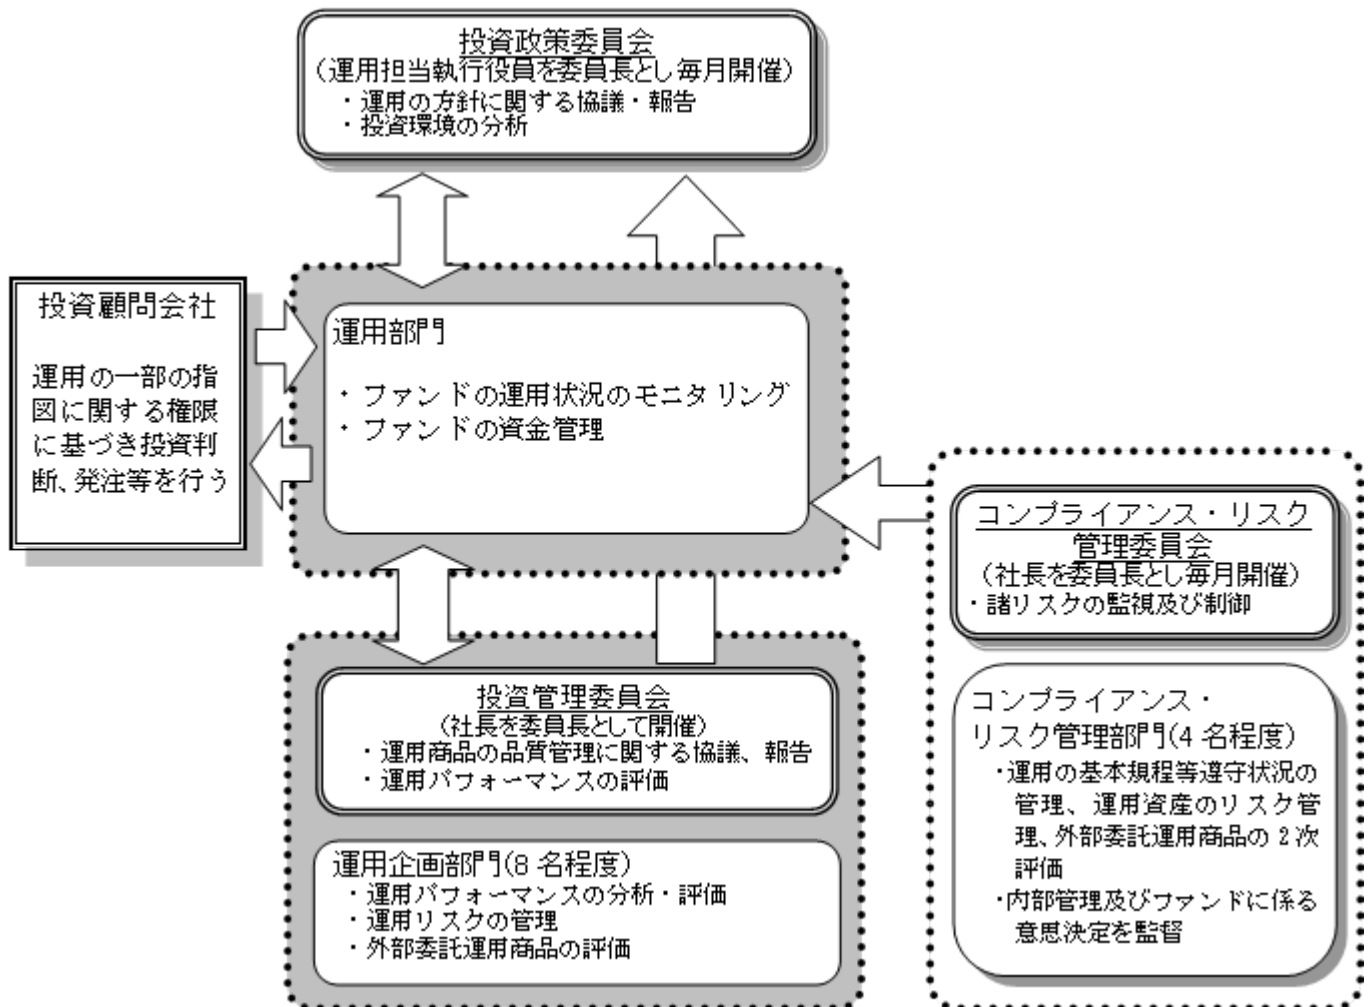 投資政策委員会
(運用担当執行役員を委員長とし毎月開催)
・運用の方針に関する協議・報告
・投資環境の分析
投資顧問会社
運用の一部の指
図に関する権限
に基づき投資判
断、発注等を行う
運用部門
・ファンドの運用状況のモニタリング
・ファンドの資金管理
コンプライアンス・リスク
管理委員会
(社長を委員長とし毎月開催)
・諸リスクの監視及び制御
投資管理委員会
(社長を委員長として開催)
・運用商品の品質管理に関する協議、報告
・運用パフォーマンスの評価
運用企画部門(8名程度)
・運用パフォーマンスの分析・評価
・運用リスクの管理
・外部委託運用商品の評価
コンプライアンス・
リスク管理部門(4名程度)
・運用の基本規程等遵守状況の
管理、運用資産のリスク管
理、外部委託運用商品の2次
評価
・内部管理及びファンドに係る
意思決定を監督